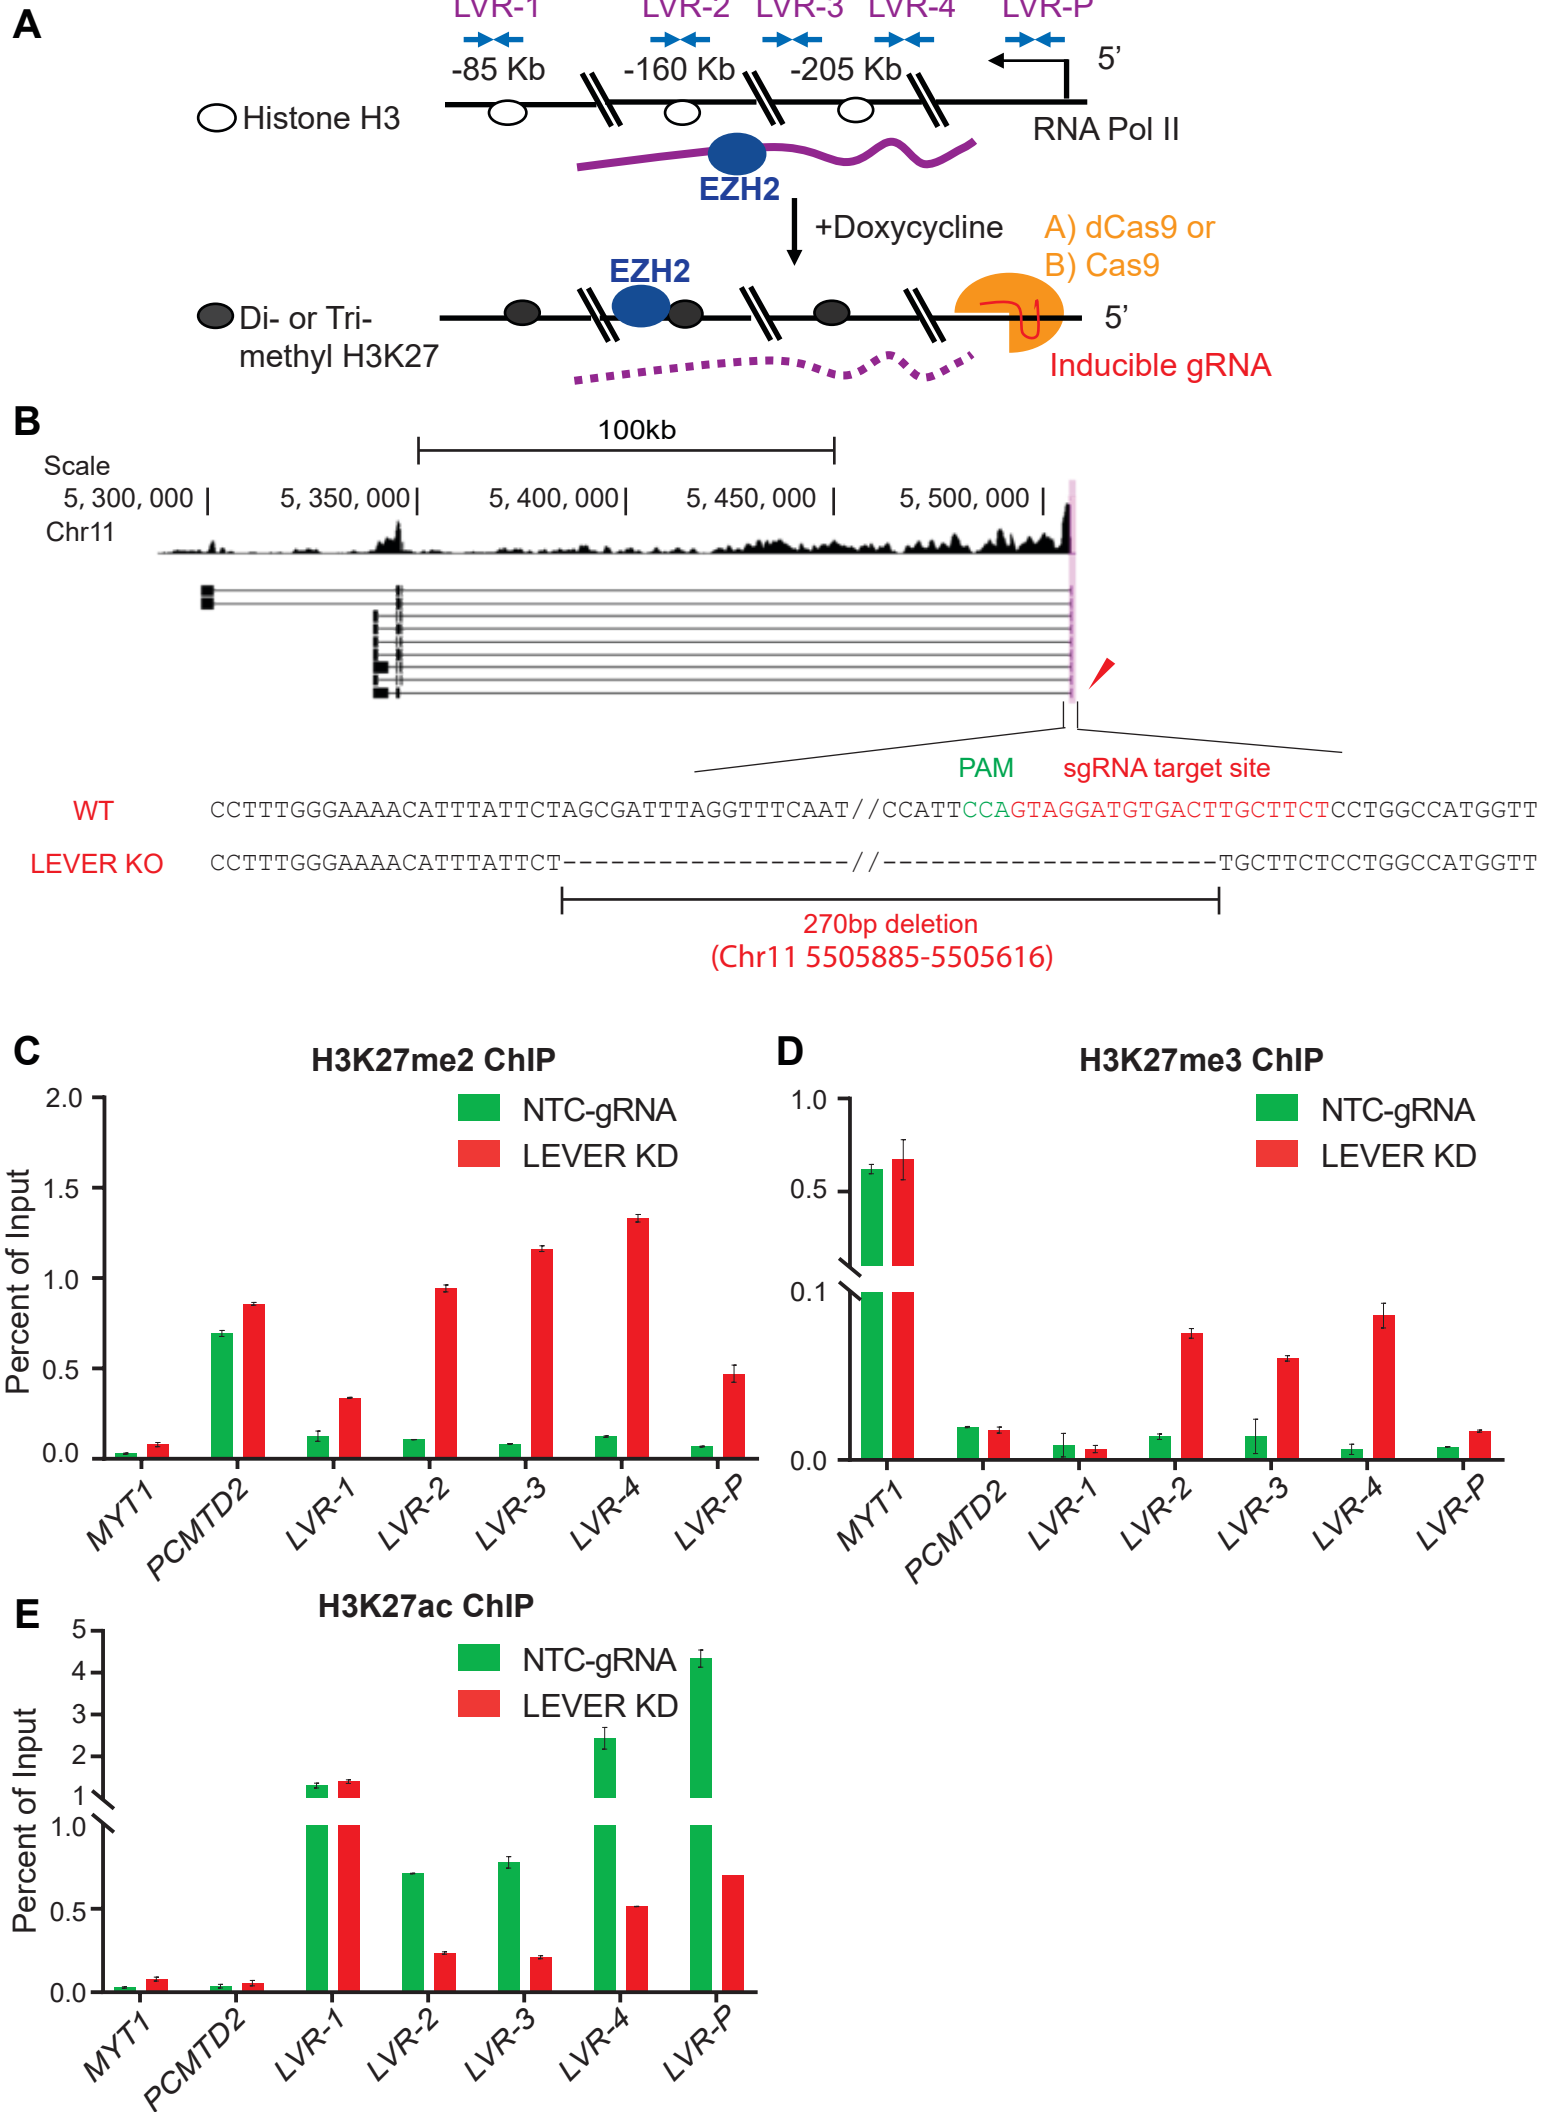 A
LVR-1 LVR-2 LVR-3 LVR-4 LVR-P
-85 Kb -160 Kb -205 Kb 5’
Histone H3
RNA Pol II
EZH2
+Doxycycline
A) dCas9 or
B) Cas9
EZH2
Di- or Tri-
methyl H3K27
5’
Inducible gRNA
B
100kb
Scale
5,300,000 5,350,000 5,400,000 5,450,000 5,500,000
Chr11
PAM sgRNA target site
WT CCTTTGGGAAAACATTTATTCTAGCGATTTAGGTTTCAAT//CCATTCCAGTAGGATGTGACTTGCTTCTCCTGGCCATGGTT
LEVER KO CCTTTGGGAAAACATTTATTCT------------------//---------------------TGCTTCTCCTGGCCATGGTT
270bp deletion
(Chr11 5505885-5505616)
C
H3K27me2 ChIP
NTC-gRNA
LEVER KD
Percent of Input
2.0
1.5
1.0
0.5
0.0
MYT1 PCMTD2 LVR-1 LVR-2 LVR-3 LVR-4 LVR-P
D
H3K27me3 ChIP
NTC-gRNA
LEVER KD
1.0
0.5
0.1
0.0
MYT1 PCMTD2 LVR-1 LVR-2 LVR-3 LVR-4 LVR-P
E
H3K27ac ChIP
NTC-gRNA
LEVER KD
Percent of Input
5
4
3
2
1
1.0
0.5
0.0
MYT1 PCMTD2 LVR-1 LVR-2 LVR-3 LVR-4 LVR-P